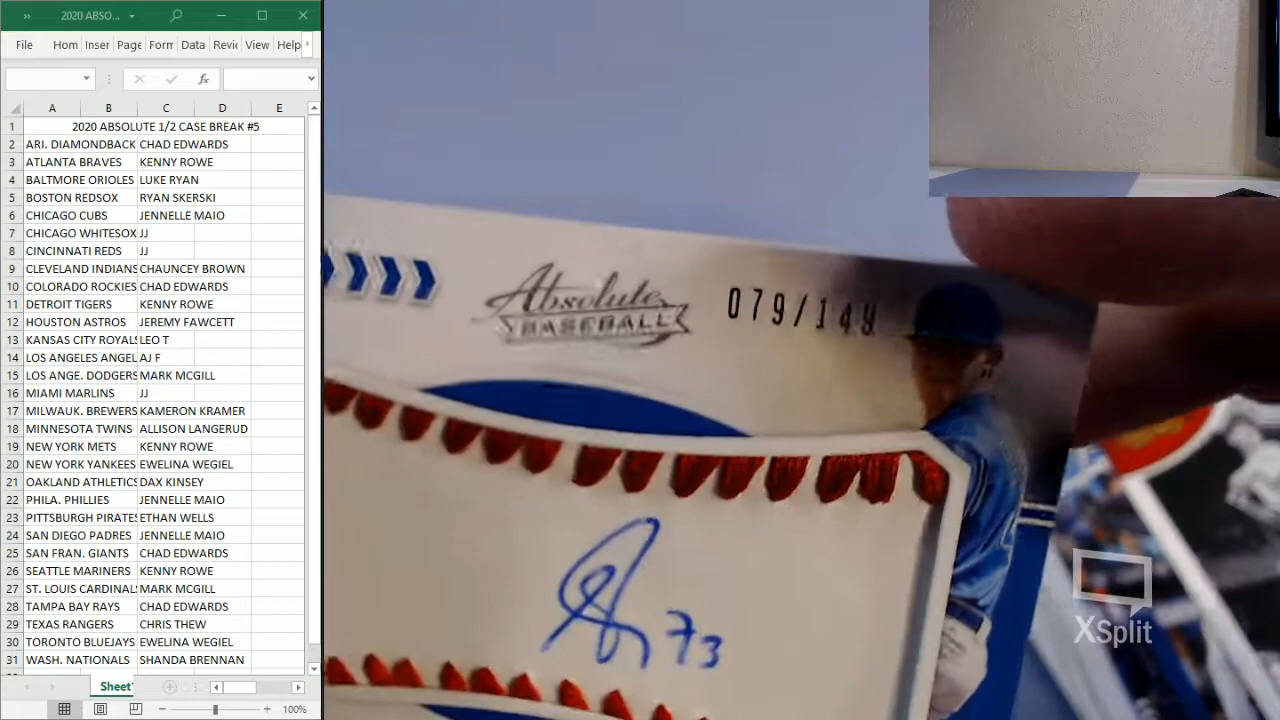 2020 ABSO...
File Hom Inser Page Form Data Revi View Help
A B C D E
1 2020 ABSOLUTE 1/2 CASE BREAK #5
2 ARI. DIAMONDBACK CHAD EDWARDS
3 ATLANTA BRAVES KENNY ROWE
4 BALTMORE ORIOLES LUKE RYAN
5 BOSTON REDSOX RYAN SKERSKI
6 CHICAGO CUBS JENNELLE MAIO
7 CHICAGO WHITESOX JJ
8 CINCINNATI REDS JJ
9 CLEVELAND INDIANS CHAUNCEY BROWN
10 COLORADO ROCKIES CHAD EDWARDS
11 DETROIT TIGERS KENNY ROWE
12 HOUSTON ASTROS JEREMY FAWCETT
13 KANSAS CITY ROYALS LEO T
14 LOS ANGELES ANGEL AJ F
15 LOS ANGE. DODGERS MARK MCGILL
16 MIAMI MARLINS JJ
17 MILWAUK. BREWERS KAMERON KRAMER
18 MINNESOTA TWINS ALLISON LANGERUD
19 NEW YORK METS KENNY ROWE
20 NEW YORK YANKEES EWELINA WEGIEL
21 OAKLAND ATHLETICS DAX KINSEY
22 PHILA. PHILLIES JENNELLE MAIO
23 PITTSBURGH PIRATES ETHAN WELLS
24 SAN DIEGO PADRES JENNELLE MAIO
25 SAN FRAN. GIANTS CHAD EDWARDS
26 SEATTLE MARINERS KENNY ROWE
27 ST. LOUIS CARDINALS MARK MCGILL
28 TAMPA BAY RAYS CHAD EDWARDS
29 TEXAS RANGERS CHRIS THEW
30 TORONTO BLUEJAYS EWELINA WEGIEL
31 WASH. NATIONALS SHANDA BRENNAN
Sheet
100%
Absolute
BASEBALL
079/149
73
XSplit